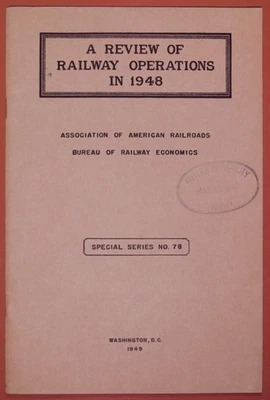 A REVIEW OF
RAILWAY OPERATIONS
IN 1948
ASSOCIATION OF AMERICAN RAILROADS
BUREAU OF RAILWAY ECONOMICS
SPECIAL SERIES NO. 78
WASHINGTON, D.C.
1949